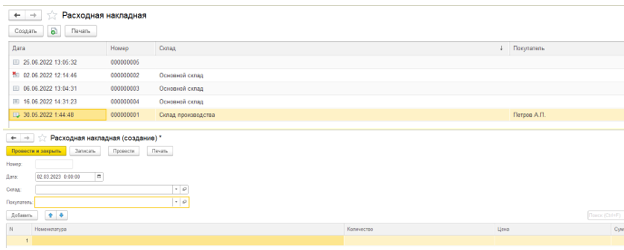 Расходная накладная
Создать Печать
Дата Номер Склад Покупатель
25.06.2022 13:05:32 000000005
02.06.2022 12:14:46 000000002 Основной склад
06.06.2022 13:04:31 000000003 Основной склад
16.06.2022 14:31:23 000000004 Основной склад
30.05.2022 1:44:48 000000001 Склад производства Петров А.П.
Расходная накладная (создание) *
Провести и закрыть Записать Провести Печать
Номер:
Дата: 02.03.2023 0:00:00
Склад:
Покупатель:
Добавить Поиск (Ctrl+F)
N Номенклатура Количество Цена Сум
1